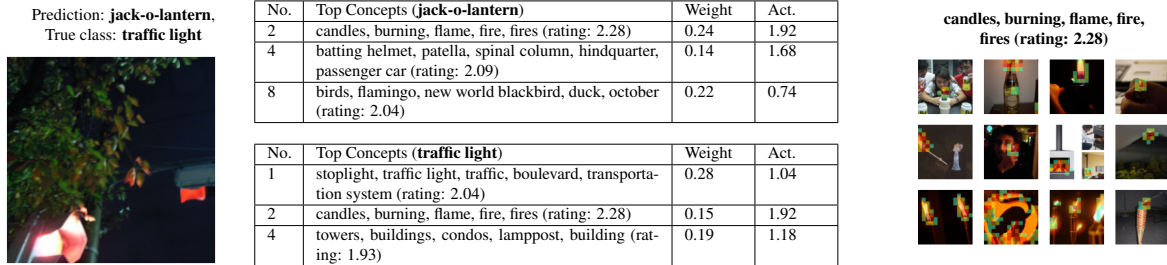 Prediction: jack-o-lantern,
True class: traffic light
No. Top Concepts (jack-o-lantern) Weight Act.
2 candles, burning, flame, fire, fires (rating: 2.28) 0.24 1.92
4 batting helmet, patella, spinal column, hindquarter, 0.14 1.68
passenger car (rating: 2.09)
8 birds, flamingo, new world blackbird, duck, october 0.22 0.74
(rating: 2.04)
No. Top Concepts (traffic light) Weight Act.
1 stoplight, traffic light, traffic, boulevard, transporta- 0.28 1.04
tion system (rating: 2.04)
2 candles, burning, flame, fire, fires (rating: 2.28) 0.15 1.92
4 towers, buildings, condos, lamppost, building (rat- 0.19 1.18
ing: 1.93)
candles, burning, flame, fire,
fires (rating: 2.28)